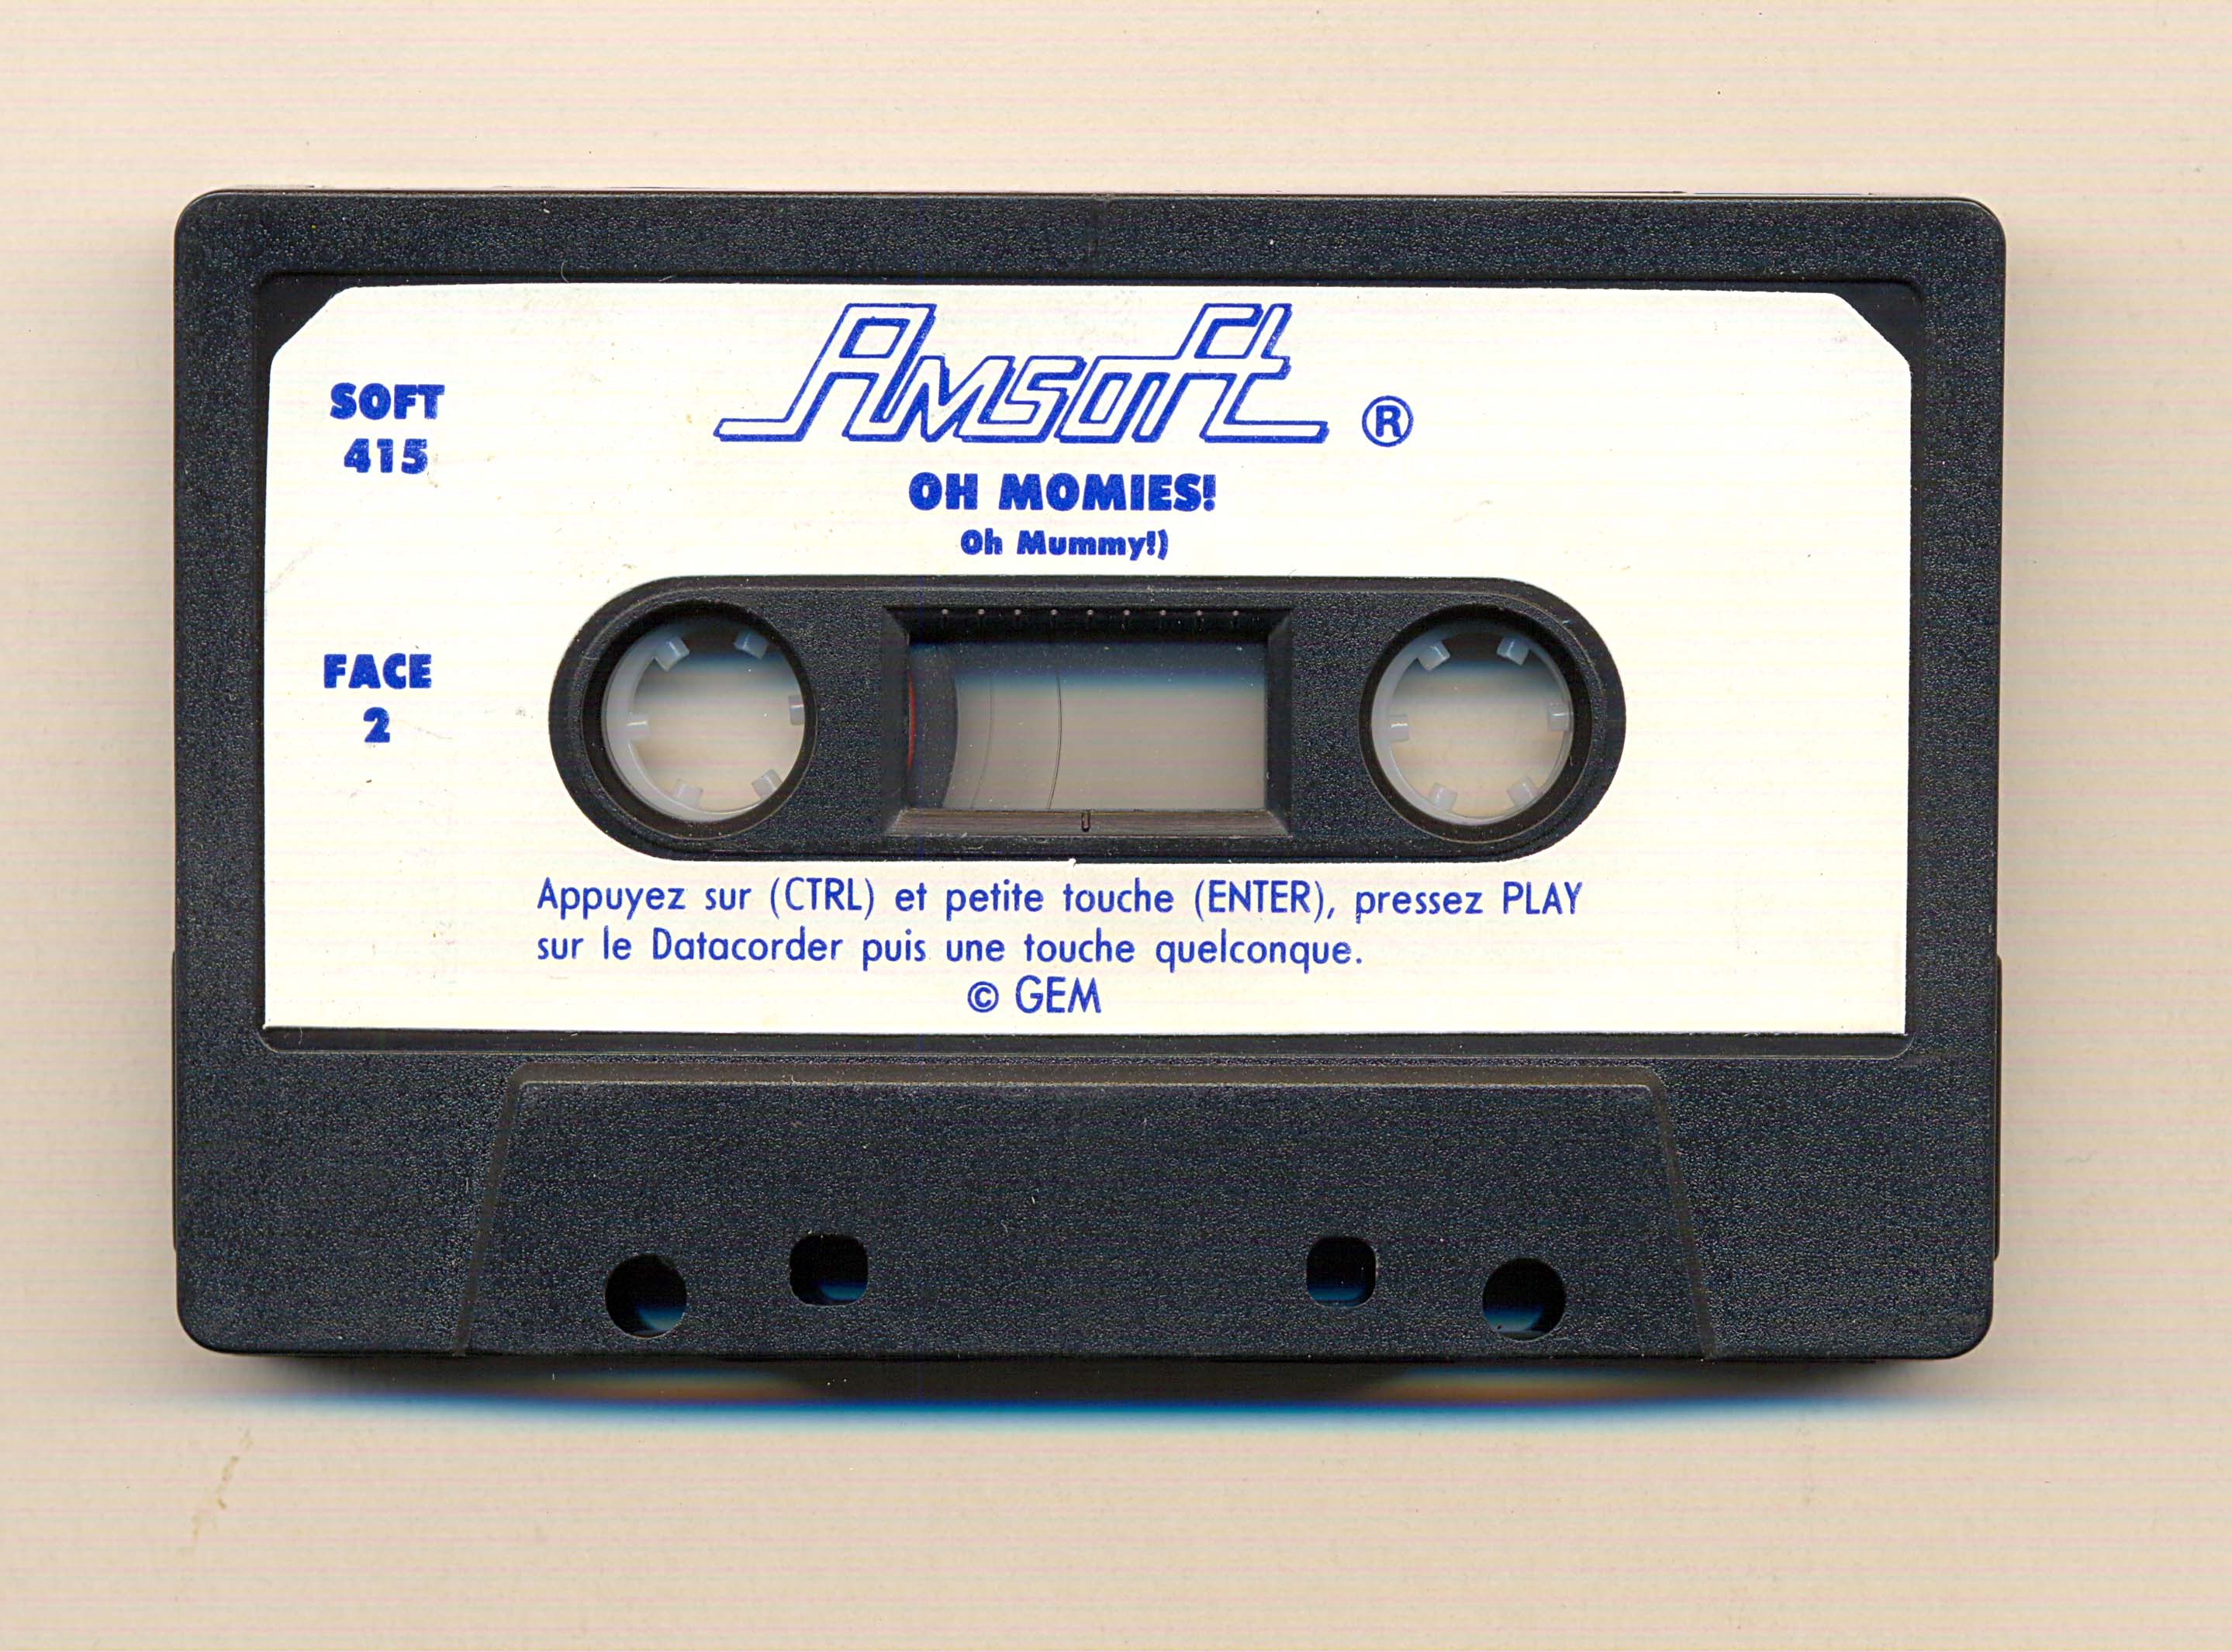 Amsoft ®
SOFT
415
OH MOMIES!
Oh Mummy!)
FACE
2
Appuyez sur (CTRL) et petite touche (ENTER), pressez PLAY
sur le Datacorder puis une touche quelconque.
© GEM